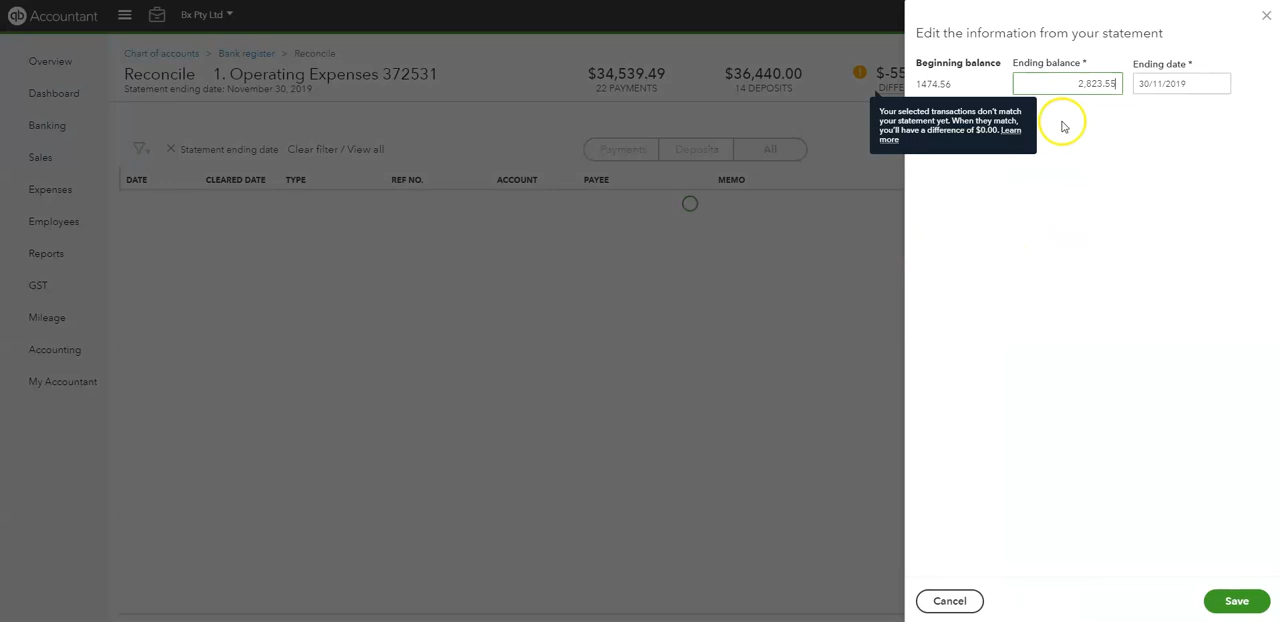 qb Accountant
Bx Pty Ltd
Overview
Dashboard
Banking
Sales
Expenses
Employees
Reports
GST
Mileage
Accounting
My Accountant
Chart of accounts > Bank register > Reconcile
Reconcile 1. Operating Expenses 372531
Statement ending date: November 30, 2019
$34,539.49
22 PAYMENTS
$36,440.00
14 DEPOSITS
! $-55
DIFFE
Your selected transactions don't match
your statement yet. When they match,
you'll have a difference of $0.00. Learn
more
Statement ending date Clear filter / View all
Payments Deposits All
DATE CLEARED DATE TYPE REF NO. ACCOUNT PAYEE MEMO
Edit the information from your statement
Beginning balance Ending balance * Ending date *
1474.56 2,823.55 30/11/2019
Cancel Save